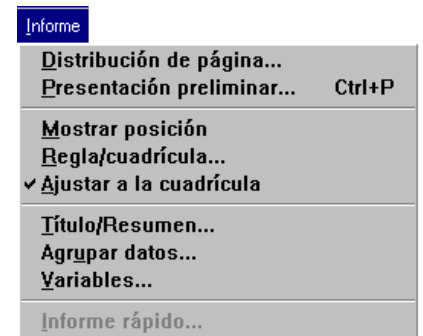 Informe
Distribución de página...
Presentación preliminar... Ctrl+P
Mostrar posición
Regla/cuadrícula...
Ajustar a la cuadrícula
Título/Resumen...
Agrupar datos...
Variables...
Informe rápido...